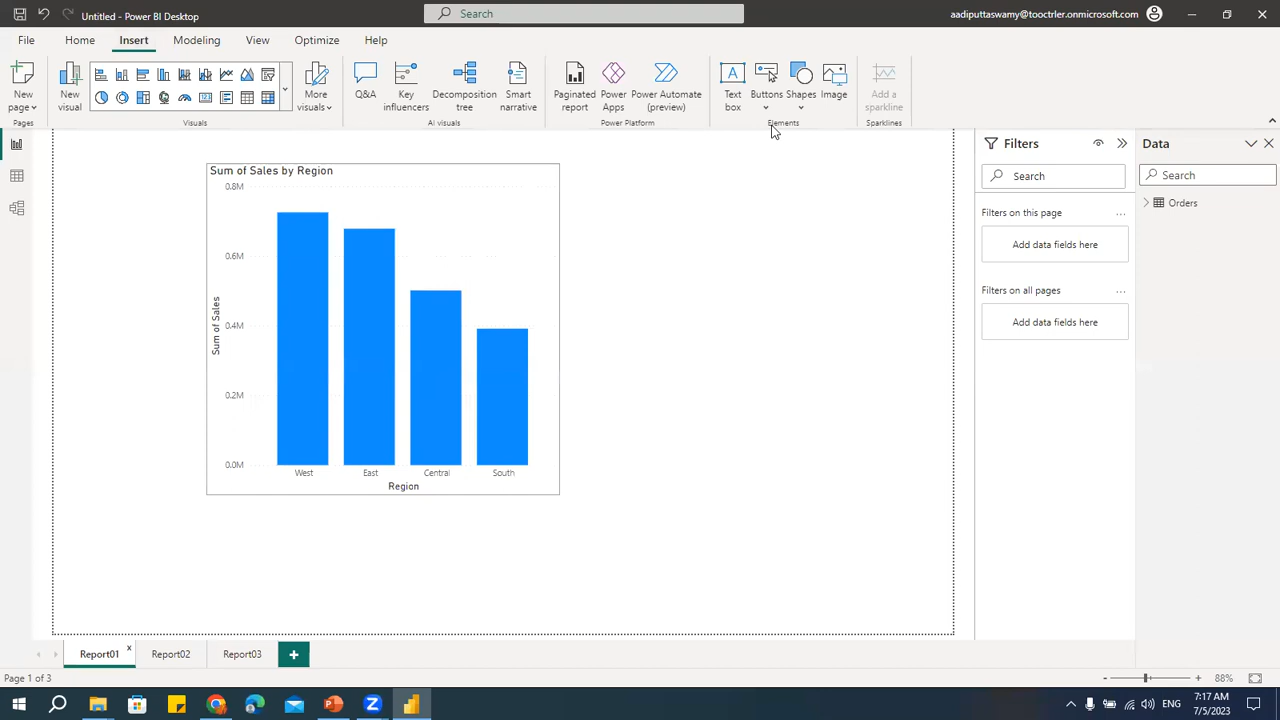 Untitled - Power BI Desktop
Search
aadiputtaswamy@tooctrler.onmicrosoft.com
File
Home
Insert
Modeling
View
Optimize
Help
New page
New visual
More visuals
Q&A
Key influencers
Decomposition tree
Smart narrative
Paginated report
Power Apps
Power Automate (preview)
Text box
Buttons
Shapes
Image
Add a sparkline
Pages
Visuals
AI visuals
Power Platform
Elements
Sparklines
Sum of Sales by Region
0.8M
0.6M
0.4M
0.2M
0.0M
Sum of Sales
West
East
Central
South
Region
Filters
Search
Filters on this page
...
Add data fields here
Filters on all pages
...
Add data fields here
Data
Search
Orders
Report01
x
Report02
Report03
+
Page 1 of 3
- + 88%
ENG
7:17 AM
7/5/2023